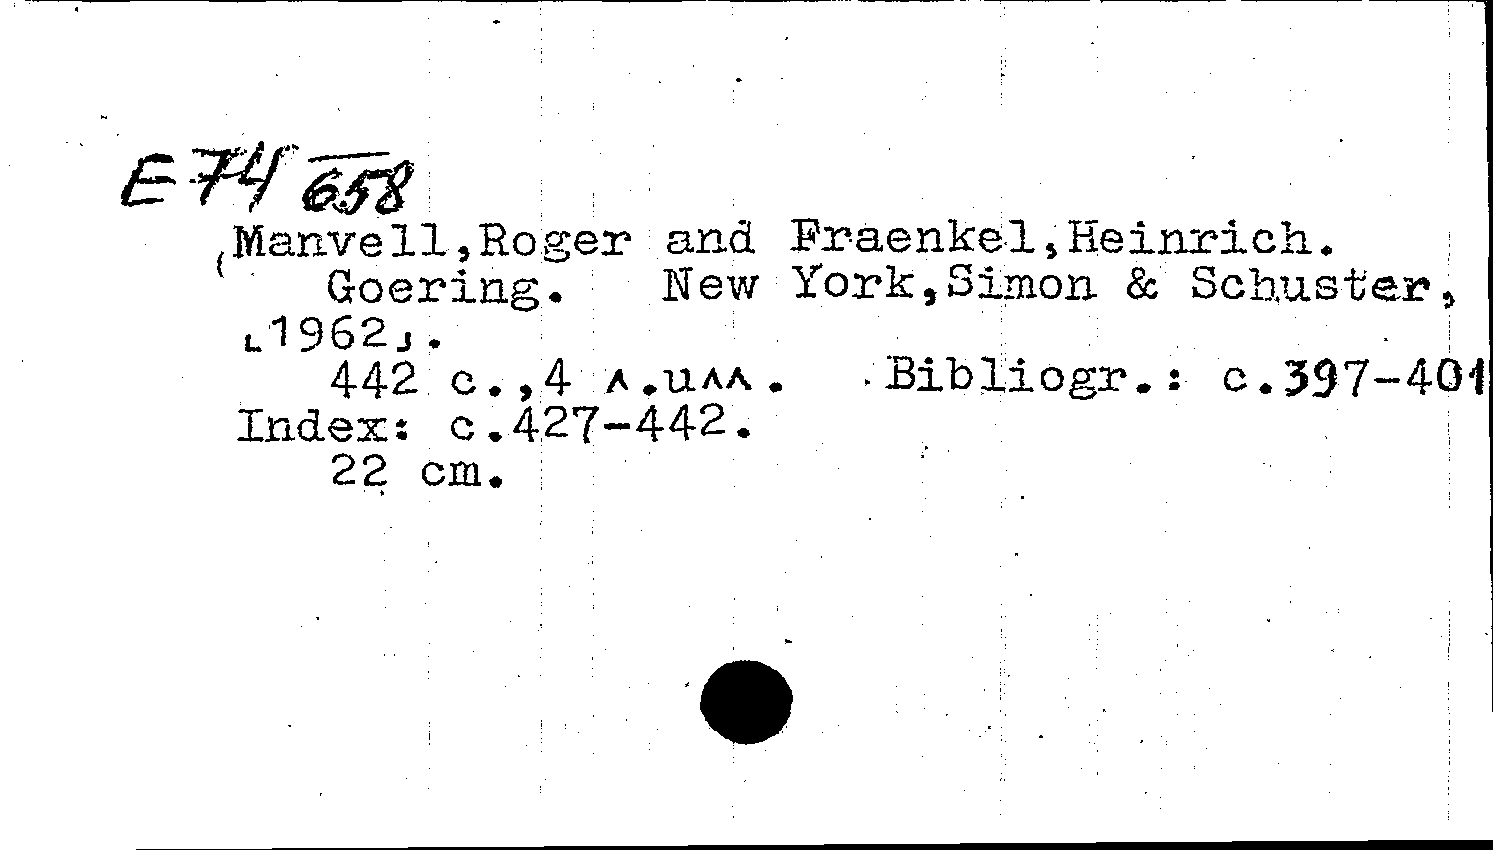 E 74/658
Manvell,Roger and Fraenkel,Heinrich.
Goering. New York,Simon & Schuster,
[1962].
442 с.,4 л.илл. Bibliogr.: с.397-401
Index: с.427-442.
22 cm.